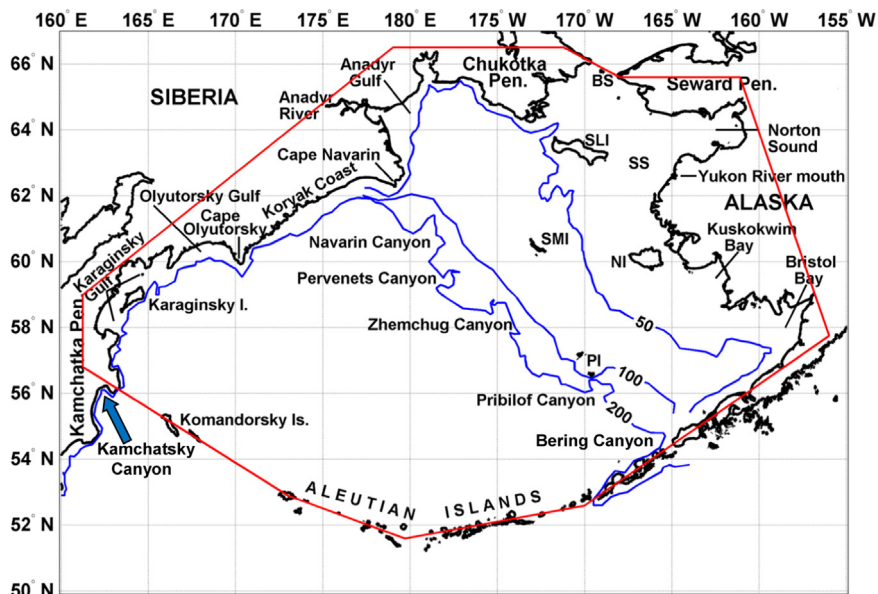 160° E 165° E 170° E 175° E 180° E 175° W 170° W 165° W 160° W 155° W
66° N
64° N
62° N
60° N
58° N
56° N
54° N
52° N
50° N
SIBERIA
Anadyr
Gulf
Chukotka
Pen.
BS
Seward Pen.
Anadyr
River
Norton
Sound
SLI
SS
Cape Navarin
Yukon River mouth
Koryak Coast
Olyutorsky Gulf
Cape
Olyutorsky
ALASKA
Kuskokwim
Bay
Navarin Canyon
SMI
NI
Bristol
Bay
Karaginsky
Gulf
Pervenets Canyon
Karaginsky I.
Zhemchug Canyon
50
Kamchatka Pen.
PI
100
Pribilof Canyon
200
Komandorsky Is.
Bering Canyon
Kamchatsky
Canyon
ALEUTIAN ISLANDS